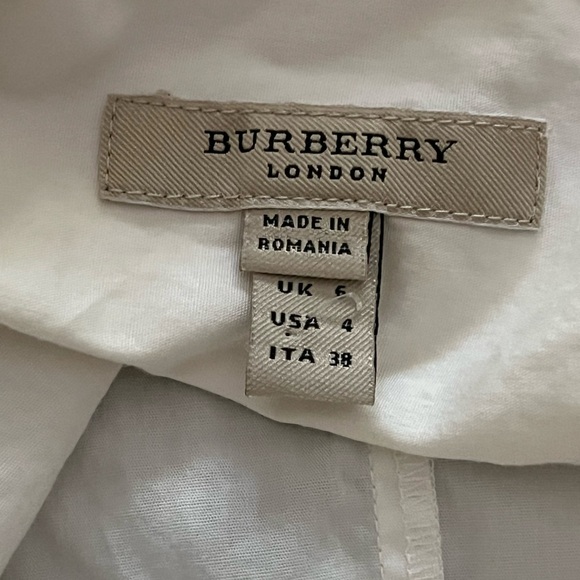 BURBERRY
LONDON
MADE IN
ROMANIA
UK 6
USA 4
ITA 38